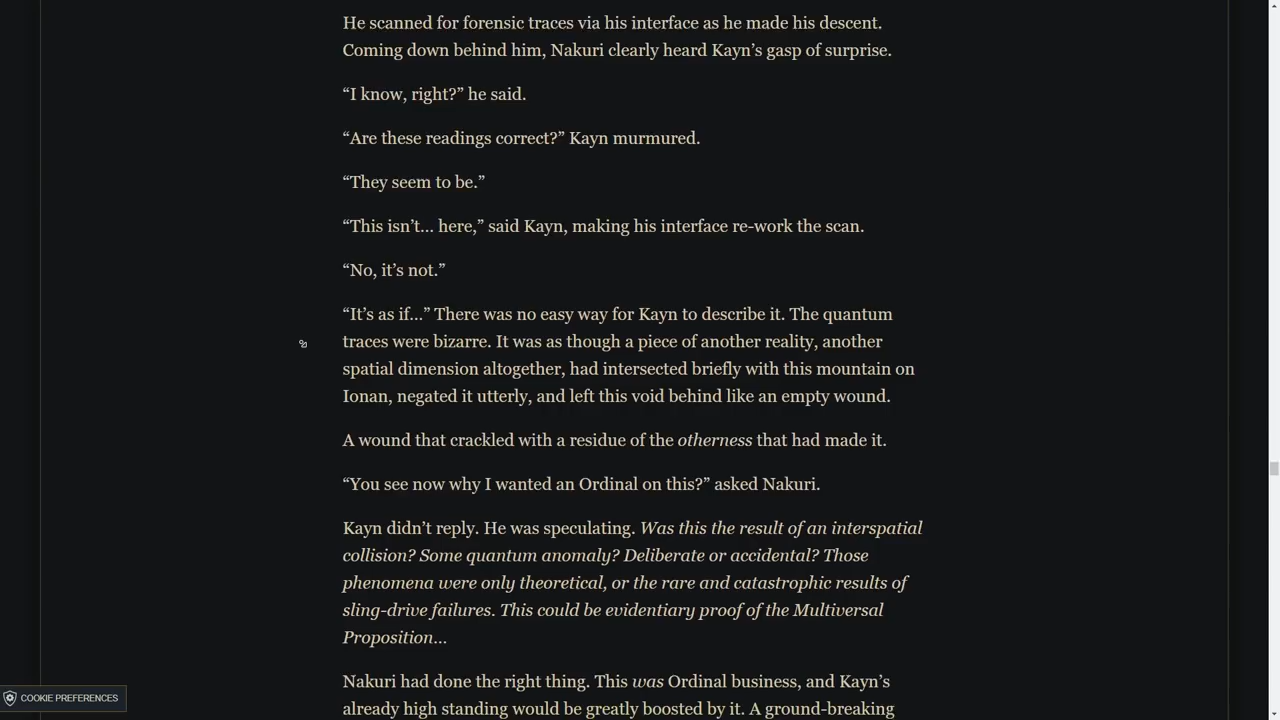 He scanned for forensic traces via his interface as he made his descent.
Coming down behind him, Nakuri clearly heard Kayn’s gasp of surprise.
“I know, right?” he said.
“Are these readings correct?” Kayn murmured.
“They seem to be.”
“This isn’t… here,” said Kayn, making his interface re-work the scan.
“No, it’s not.”
“It’s as if…” There was no easy way for Kayn to describe it. The quantum
traces were bizarre. It was as though a piece of another reality, another
spatial dimension altogether, had intersected briefly with this mountain on
Ionan, negated it utterly, and left this void behind like an empty wound.
A wound that crackled with a residue of the otherness that had made it.
“You see now why I wanted an Ordinal on this?” asked Nakuri.
Kayn didn’t reply. He was speculating. Was this the result of an interspatial
collision? Some quantum anomaly? Deliberate or accidental? Those
phenomena were only theoretical, or the rare and catastrophic results of
sling-drive failures. This could be evidentiary proof of the Multiversal
Proposition…
Nakuri had done the right thing. This was Ordinal business, and Kayn’s
already high standing would be greatly boosted by it. A ground-breaking
COOKIE PREFERENCES